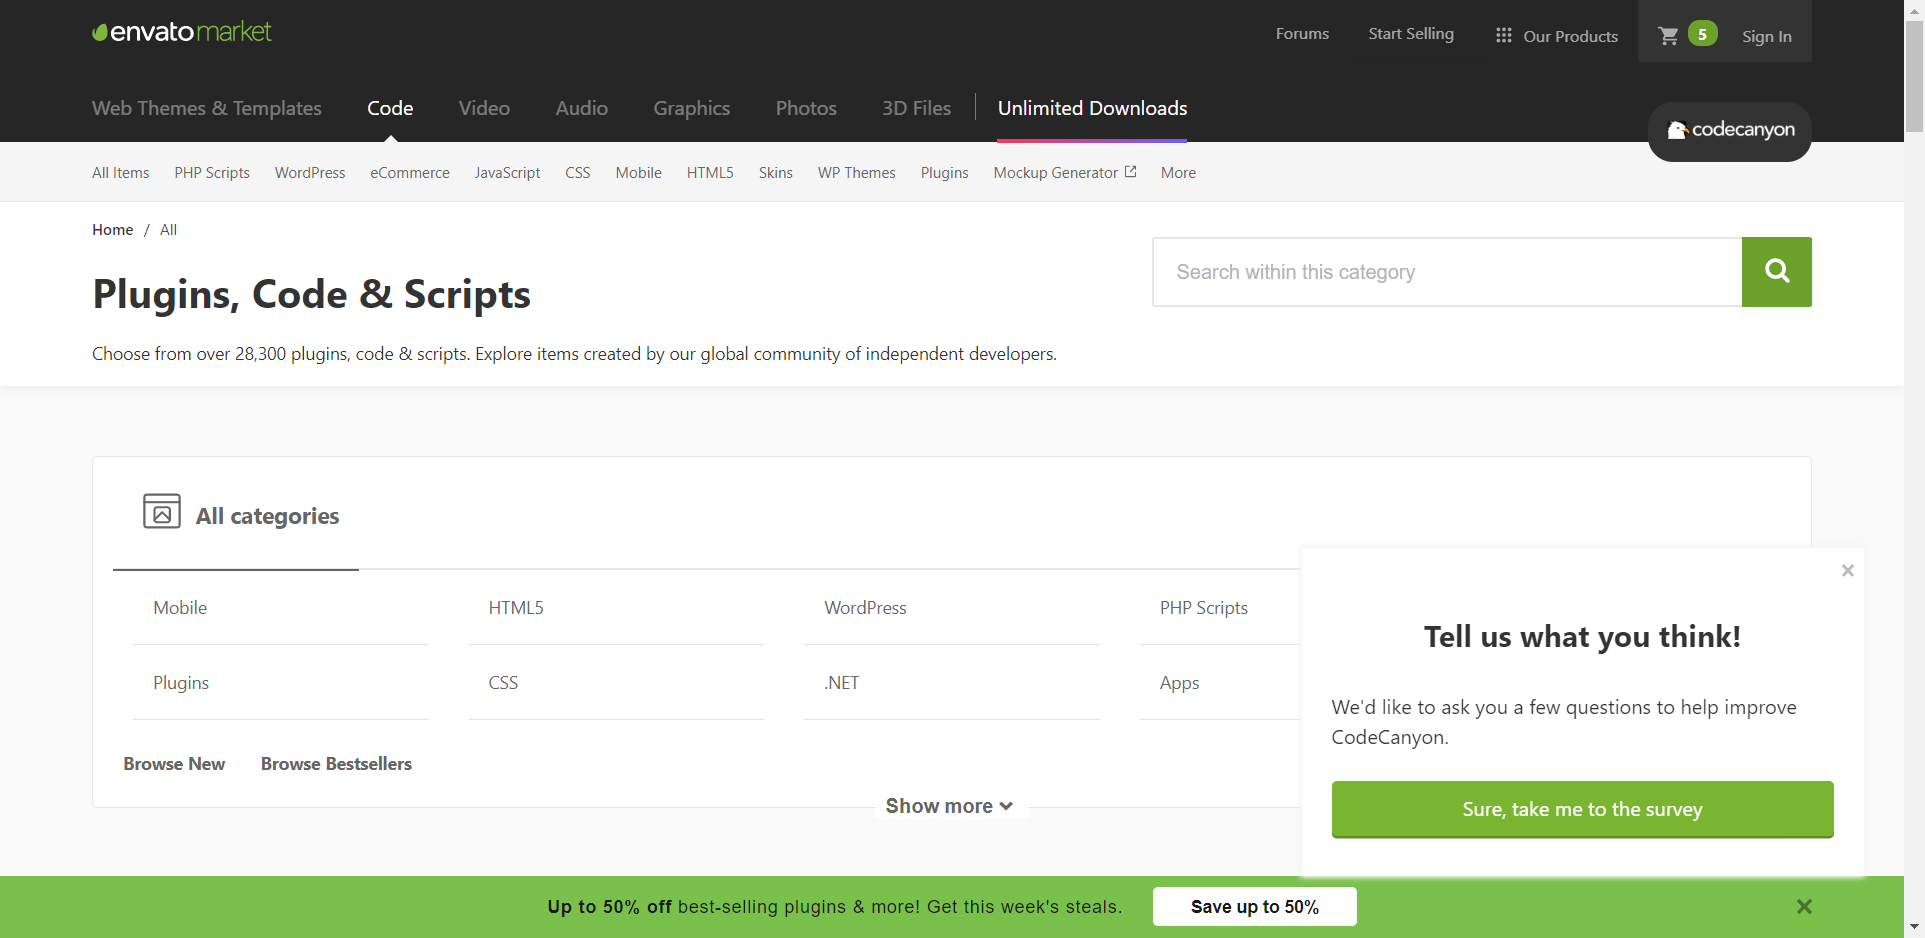 envato market
Forums
Start Selling
Our Products
5
Sign In
Web Themes & Templates
Code
Video
Audio
Graphics
Photos
3D Files
Unlimited Downloads
codecanyon
All Items
PHP Scripts
WordPress
eCommerce
JavaScript
CSS
Mobile
HTML5
Skins
WP Themes
Plugins
Mockup Generator
More
Home / All
Plugins, Code & Scripts
Search within this category
Choose from over 28,300 plugins, code & scripts. Explore items created by our global community of independent developers.
All categories
Mobile
HTML5
WordPress
PHP Scripts
Plugins
CSS
.NET
Apps
Browse New
Browse Bestsellers
Show more
×
Tell us what you think!
We'd like to ask you a few questions to help improve
CodeCanyon.
Sure, take me to the survey
Up to 50% off best-selling plugins & more! Get this week's steals.
Save up to 50%